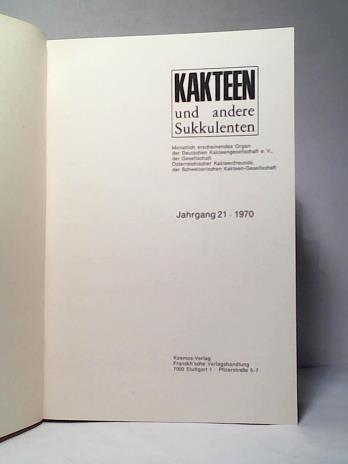 KAKTEEN
und andere
Sukkulenten
Monatlich erscheinendes Organ
der Deutschen Kakteengesellschaft e. V.,
der Gesellschaft
Österreichischer Kakteenfreunde,
der Schweizerischen Kakteen-Gesellschaft
Jahrgang 21 · 1970
Kosmos-Verlag
Franckh'sche Verlagshandlung
7000 Stuttgart 1 · Pfizerstraße 5-7